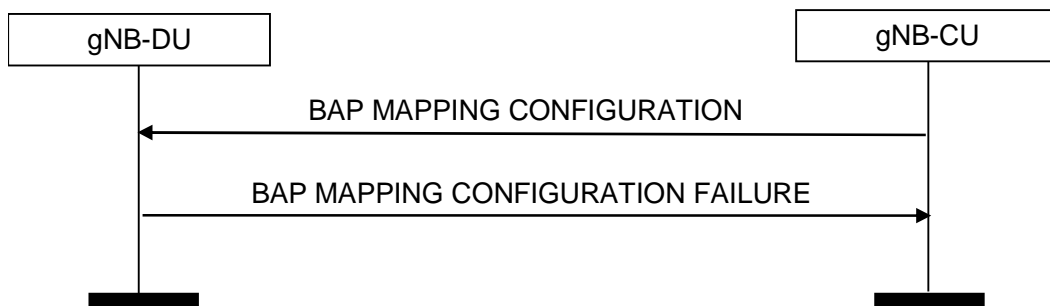 gNB-DU
gNB-CU
BAP MAPPING CONFIGURATION
BAP MAPPING CONFIGURATION FAILURE